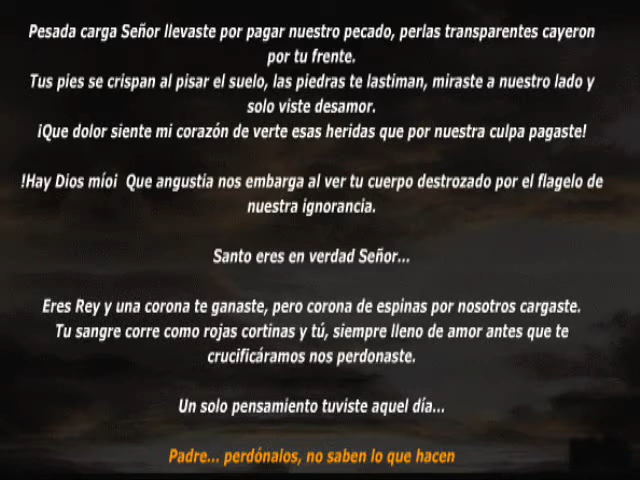 Pesada carga Señor llevaste por pagar nuestro pecado, perlas transparentes cayeron
por tu frente.
Tus pies se crispan al pisar el suelo, las piedras te lastiman, miraste a nuestro lado y
solo viste desamor.
¡Que dolor siente mi corazón de verte esas heridas que por nuestra culpa pagaste!
!Hay Dios míoi  Que angustia nos embarga al ver tu cuerpo destrozado por el flagelo de
nuestra ignorancia.
Santo eres en verdad Señor...
Eres Rey y una corona te ganaste, pero corona de espinas por nosotros cargaste.
Tu sangre corre como rojas cortinas y tú, siempre lleno de amor antes que te
crucificáramos nos perdonaste.
Un solo pensamiento tuviste aquel día...
Padre... perdónalos, no saben lo que hacen